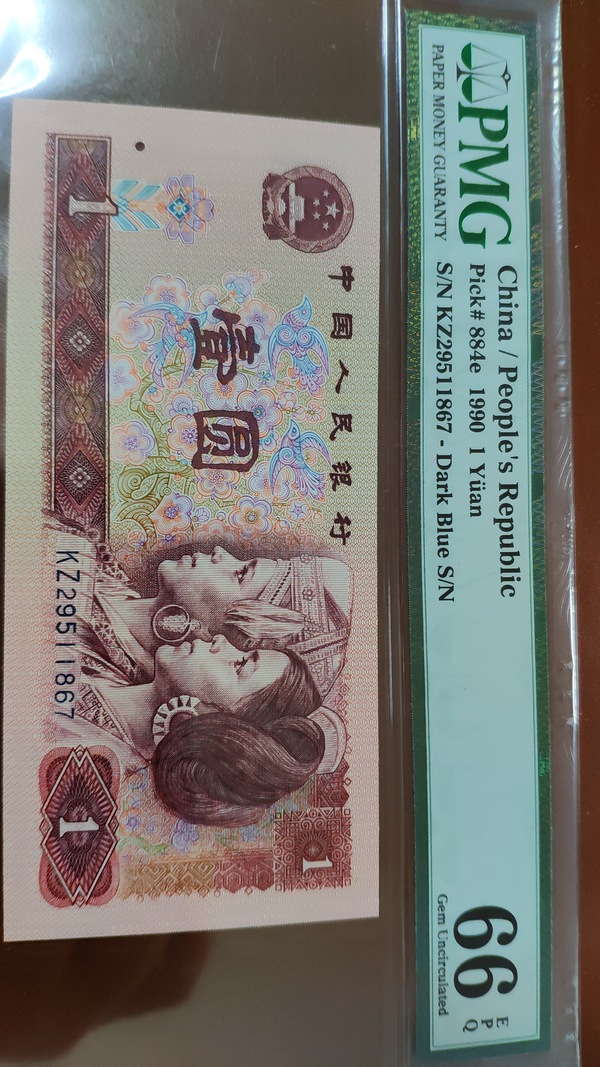 PMG
PAPER MONEY GUARANTY
China / People's Republic
Pick# 884e 1990 1 Yüan
S/N KZ29511867 - Dark Blue S/N
66
EPQ
Gem Uncirculated
中国人民银行
壹圆
1
KZ29511867
1
1